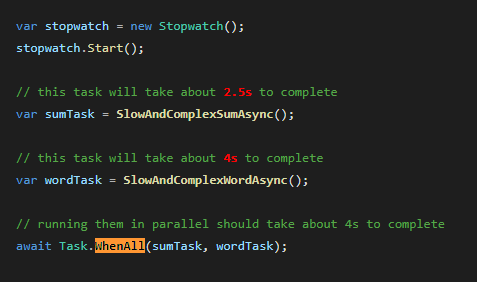 var stopwatch = new Stopwatch();
stopwatch.Start();
// this task will take about 2.5s to complete
var sumTask = SlowAndComplexSumAsync();
// this task will take about 4s to complete
var wordTask = SlowAndComplexWordAsync();
// running them in parallel should take about 4s to complete
await Task.WhenAll(sumTask, wordTask);